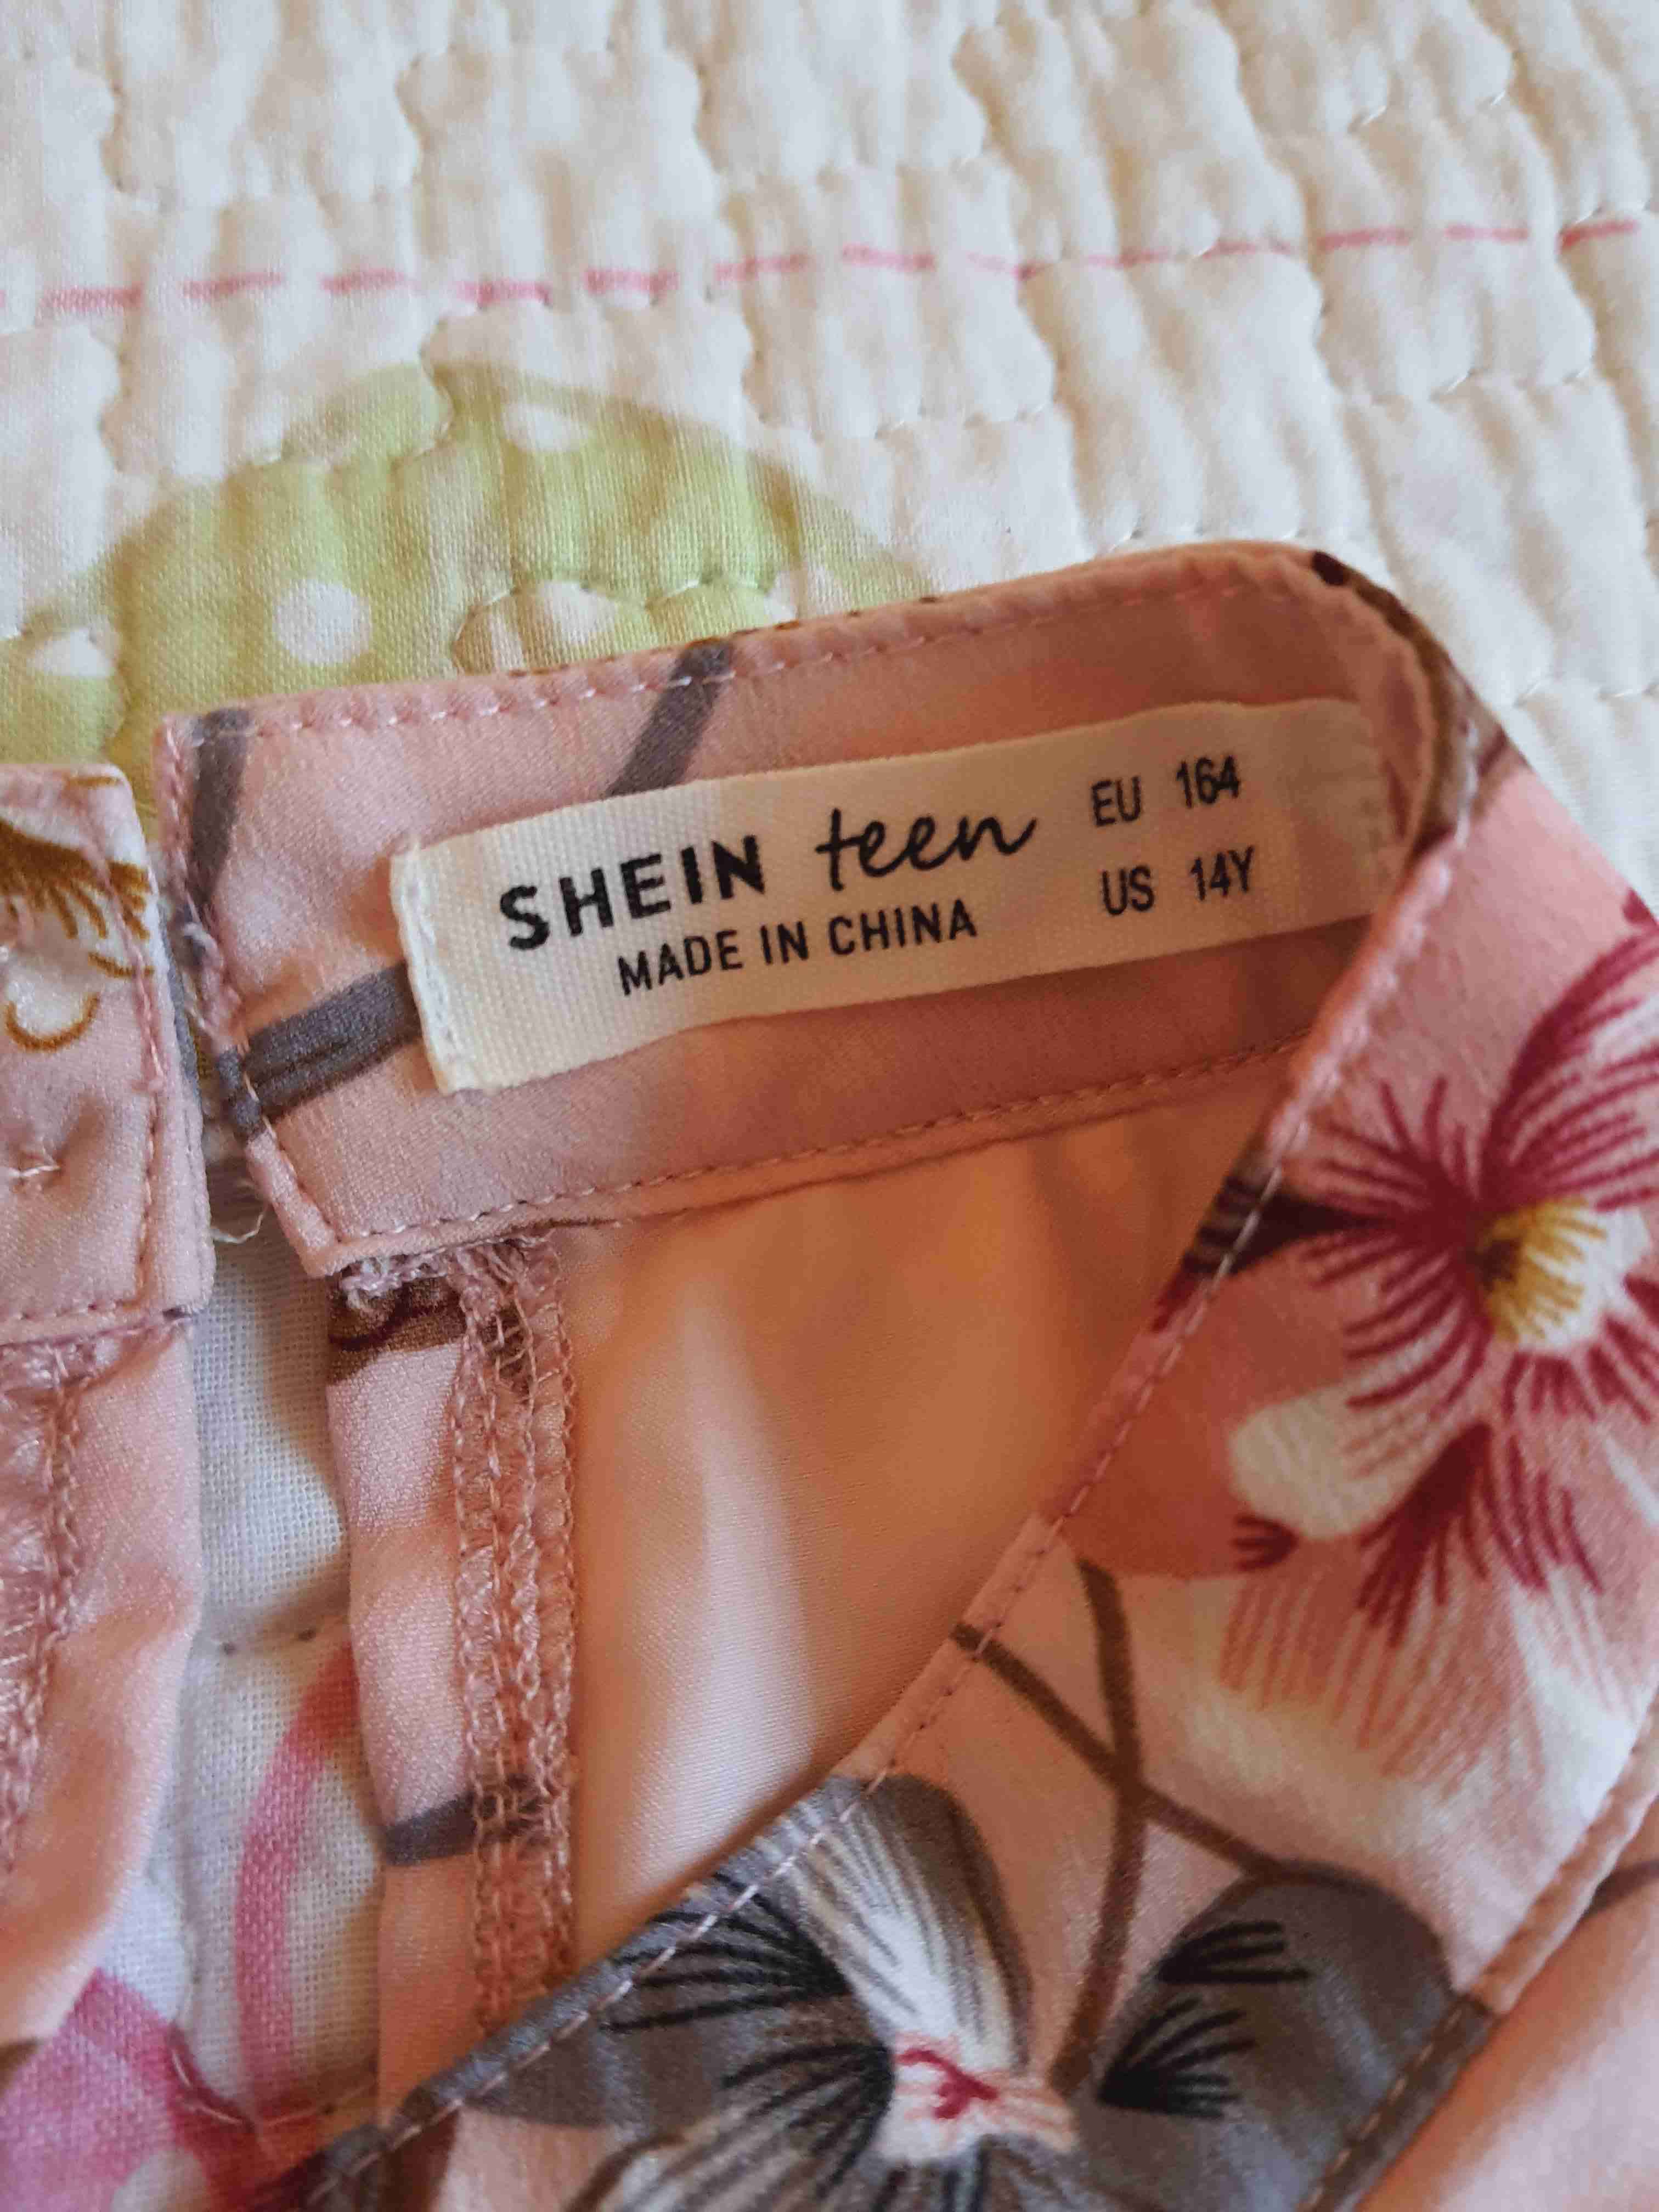 SHEIN teen
MADE IN CHINA
EU 164
US 14Y